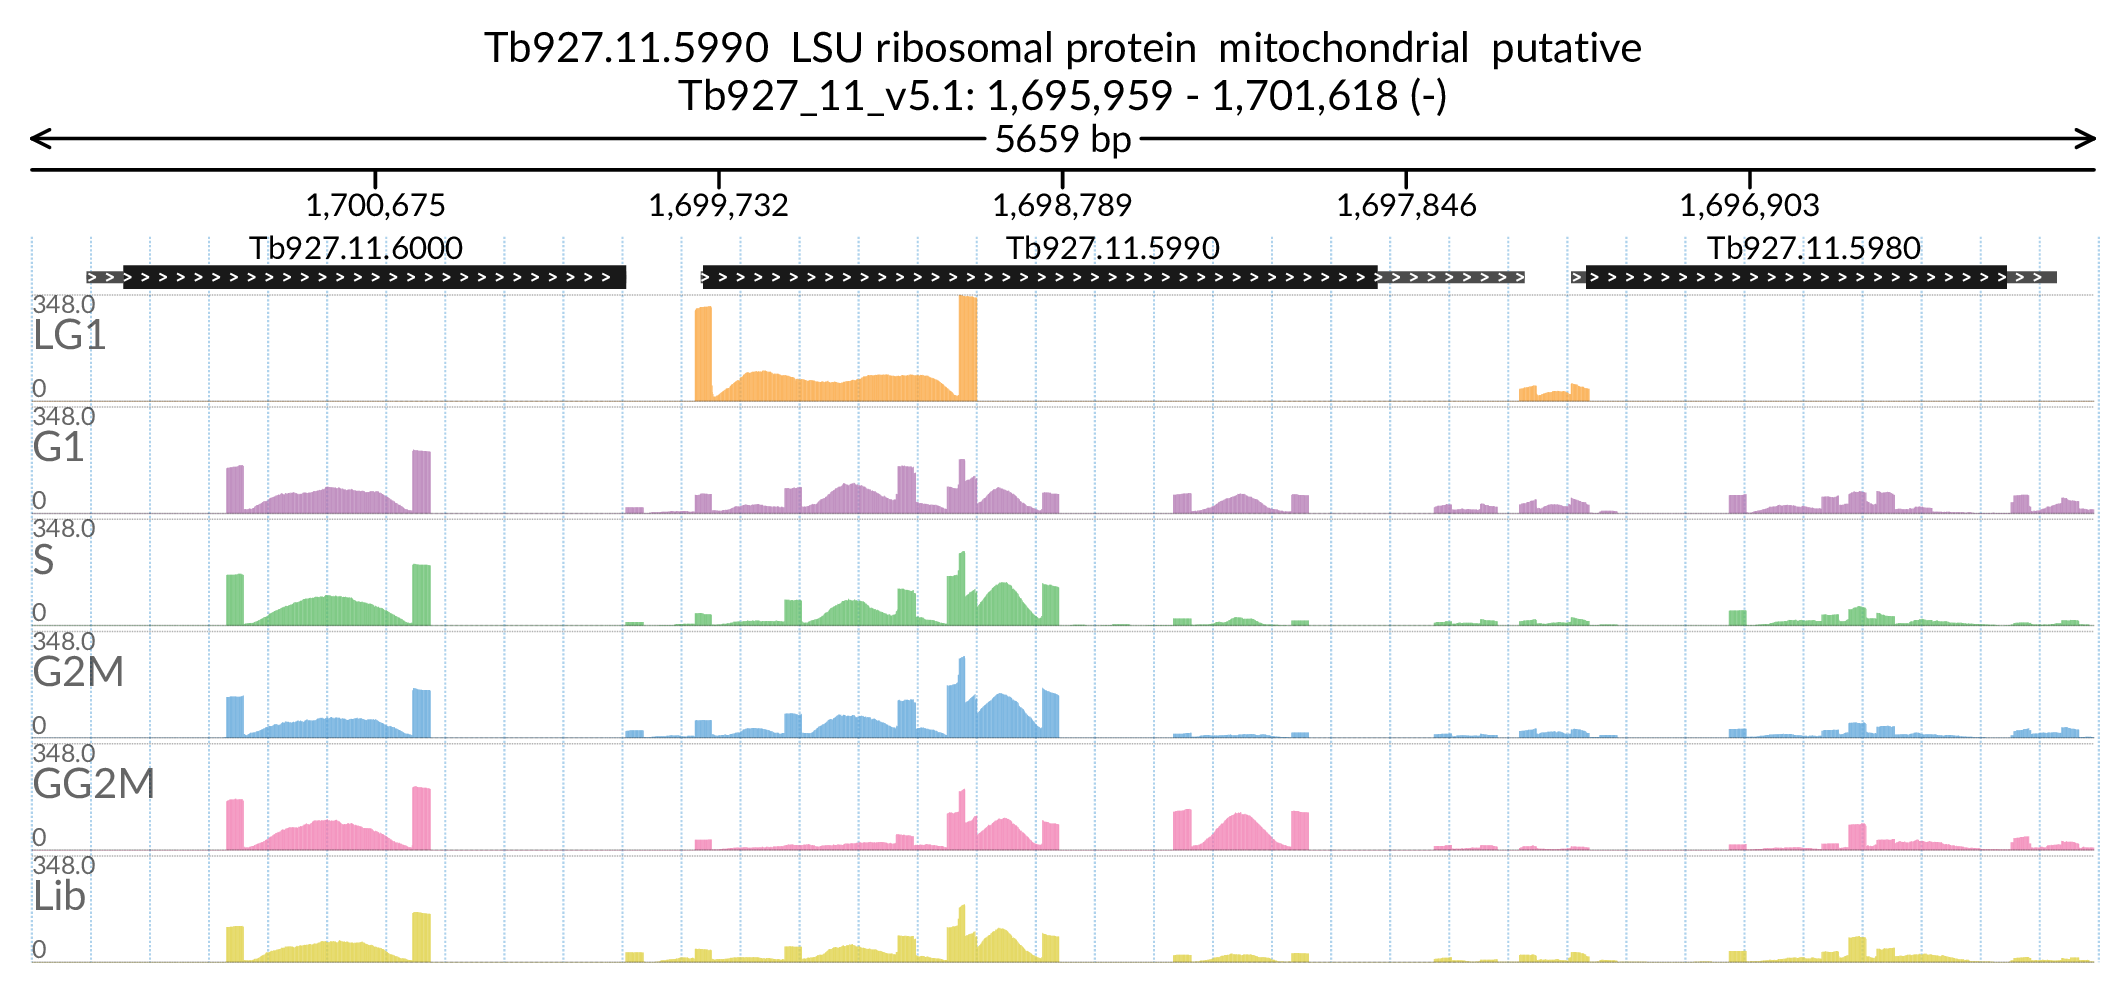 Tb927.11.5990 LSU ribosomal protein mitochondrial putative
Tb927_11_v5.1: 1,695,959 - 1,701,618 (-)
5659 bp
1,700,675 1,699,732 1,698,789 1,697,846 1,696,903
Tb927.11.6000 Tb927.11.5990 Tb927.11.5980
348.0
LG1
0
348.0
G1
0
348.0
S
0
348.0
G2M
0
348.0
GG2M
0
348.0
Lib
0